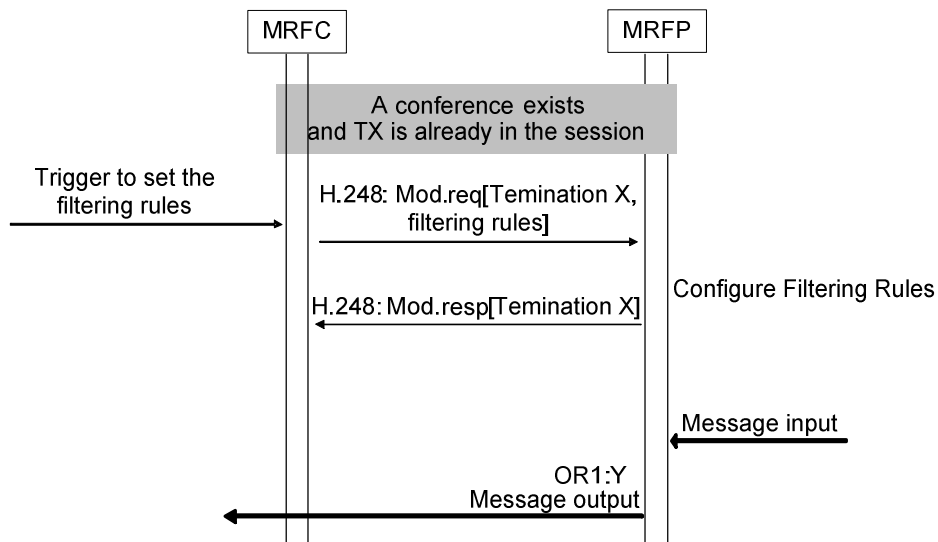 MRFC
MRFP
A conference exists
and TX is already in the session
Trigger to set the
filtering rules
H.248: Mod.req[Temination X,
filtering rules]
Configure Filtering Rules
H.248: Mod.resp[Temination X]
Message input
OR1:Y
Message output